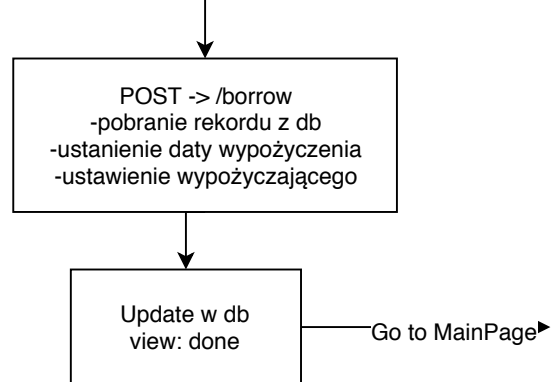 POST -> /borrow
-pobranie rekordu z db
-ustanienie daty wypożyczenia
-ustawienie wypożyczającego
Update w db
view: done
Go to MainPage